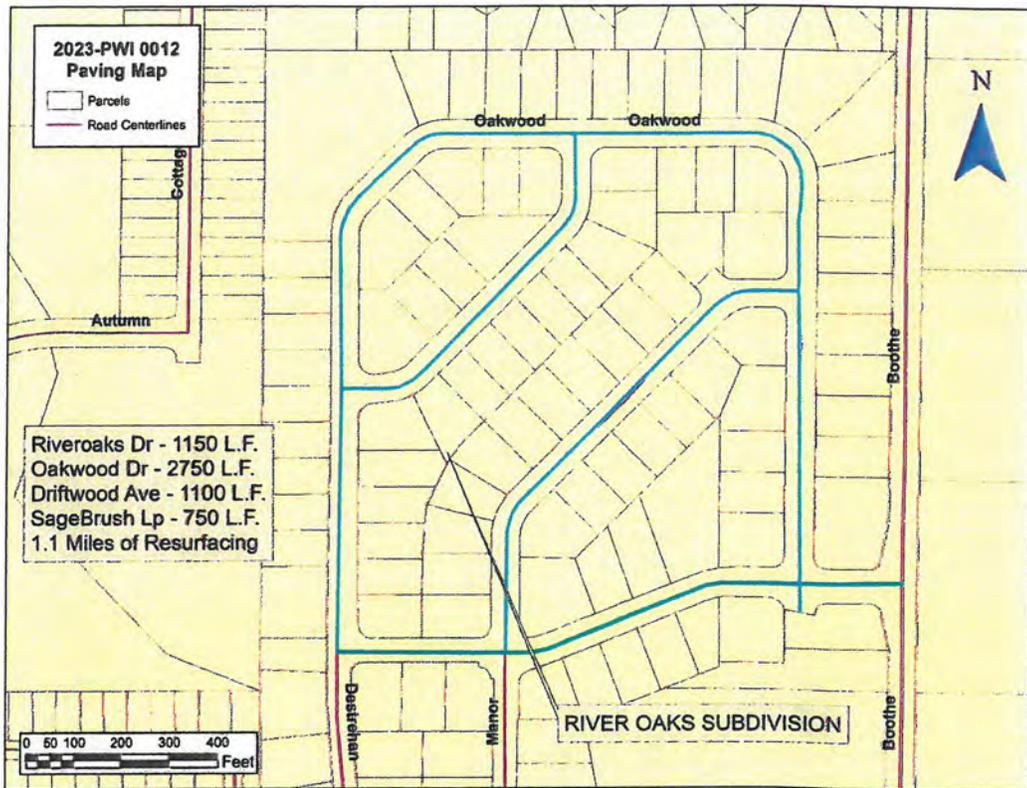 2023-PWI 0012
Paving Map
Parcels
Road Centerlines
N
Oakwood
Oakwood
Cottag
Autumn
Boothe
Riveroaks Dr - 1150 L.F.
Oakwood Dr - 2750 L.F.
Driftwood Ave - 1100 L.F.
SageBrush Lp - 750 L.F.
1.1 Miles of Resurfacing
Destrehan
Manor
Boothe
RIVER OAKS SUBDIVISION
0 50 100 200 300 400
Feet